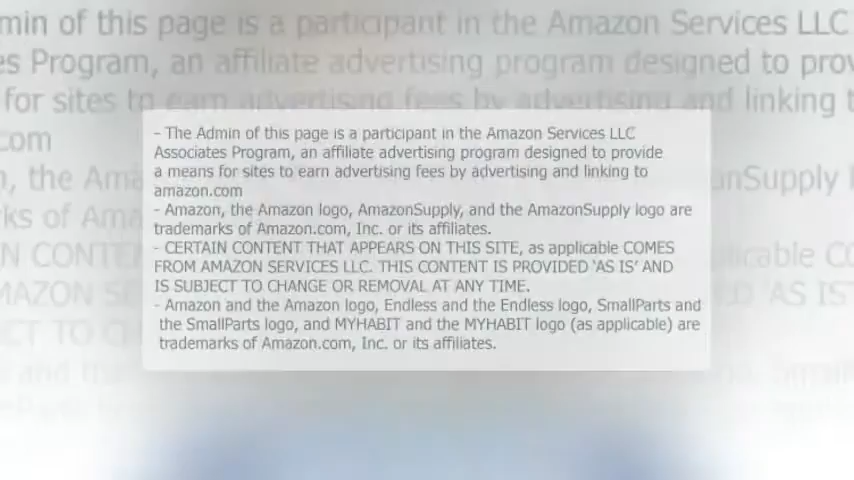 - The Admin of this page is a participant in the Amazon Services LLC
Associates Program, an affiliate advertising program designed to provide
a means for sites to earn advertising fees by advertising and linking to
amazon.com
- Amazon, the Amazon logo, AmazonSupply, and the AmazonSupply logo are
trademarks of Amazon.com, Inc. or its affiliates.
- CERTAIN CONTENT THAT APPEARS ON THIS SITE, as applicable COMES
FROM AMAZON SERVICES LLC. THIS CONTENT IS PROVIDED 'AS IS' AND
IS SUBJECT TO CHANGE OR REMOVAL AT ANY TIME.
- Amazon and the Amazon logo, Endless and the Endless logo, SmallParts and
the SmallParts logo, and MYHABIT and the MYHABIT logo (as applicable) are
trademarks of Amazon.com, Inc. or its affiliates.